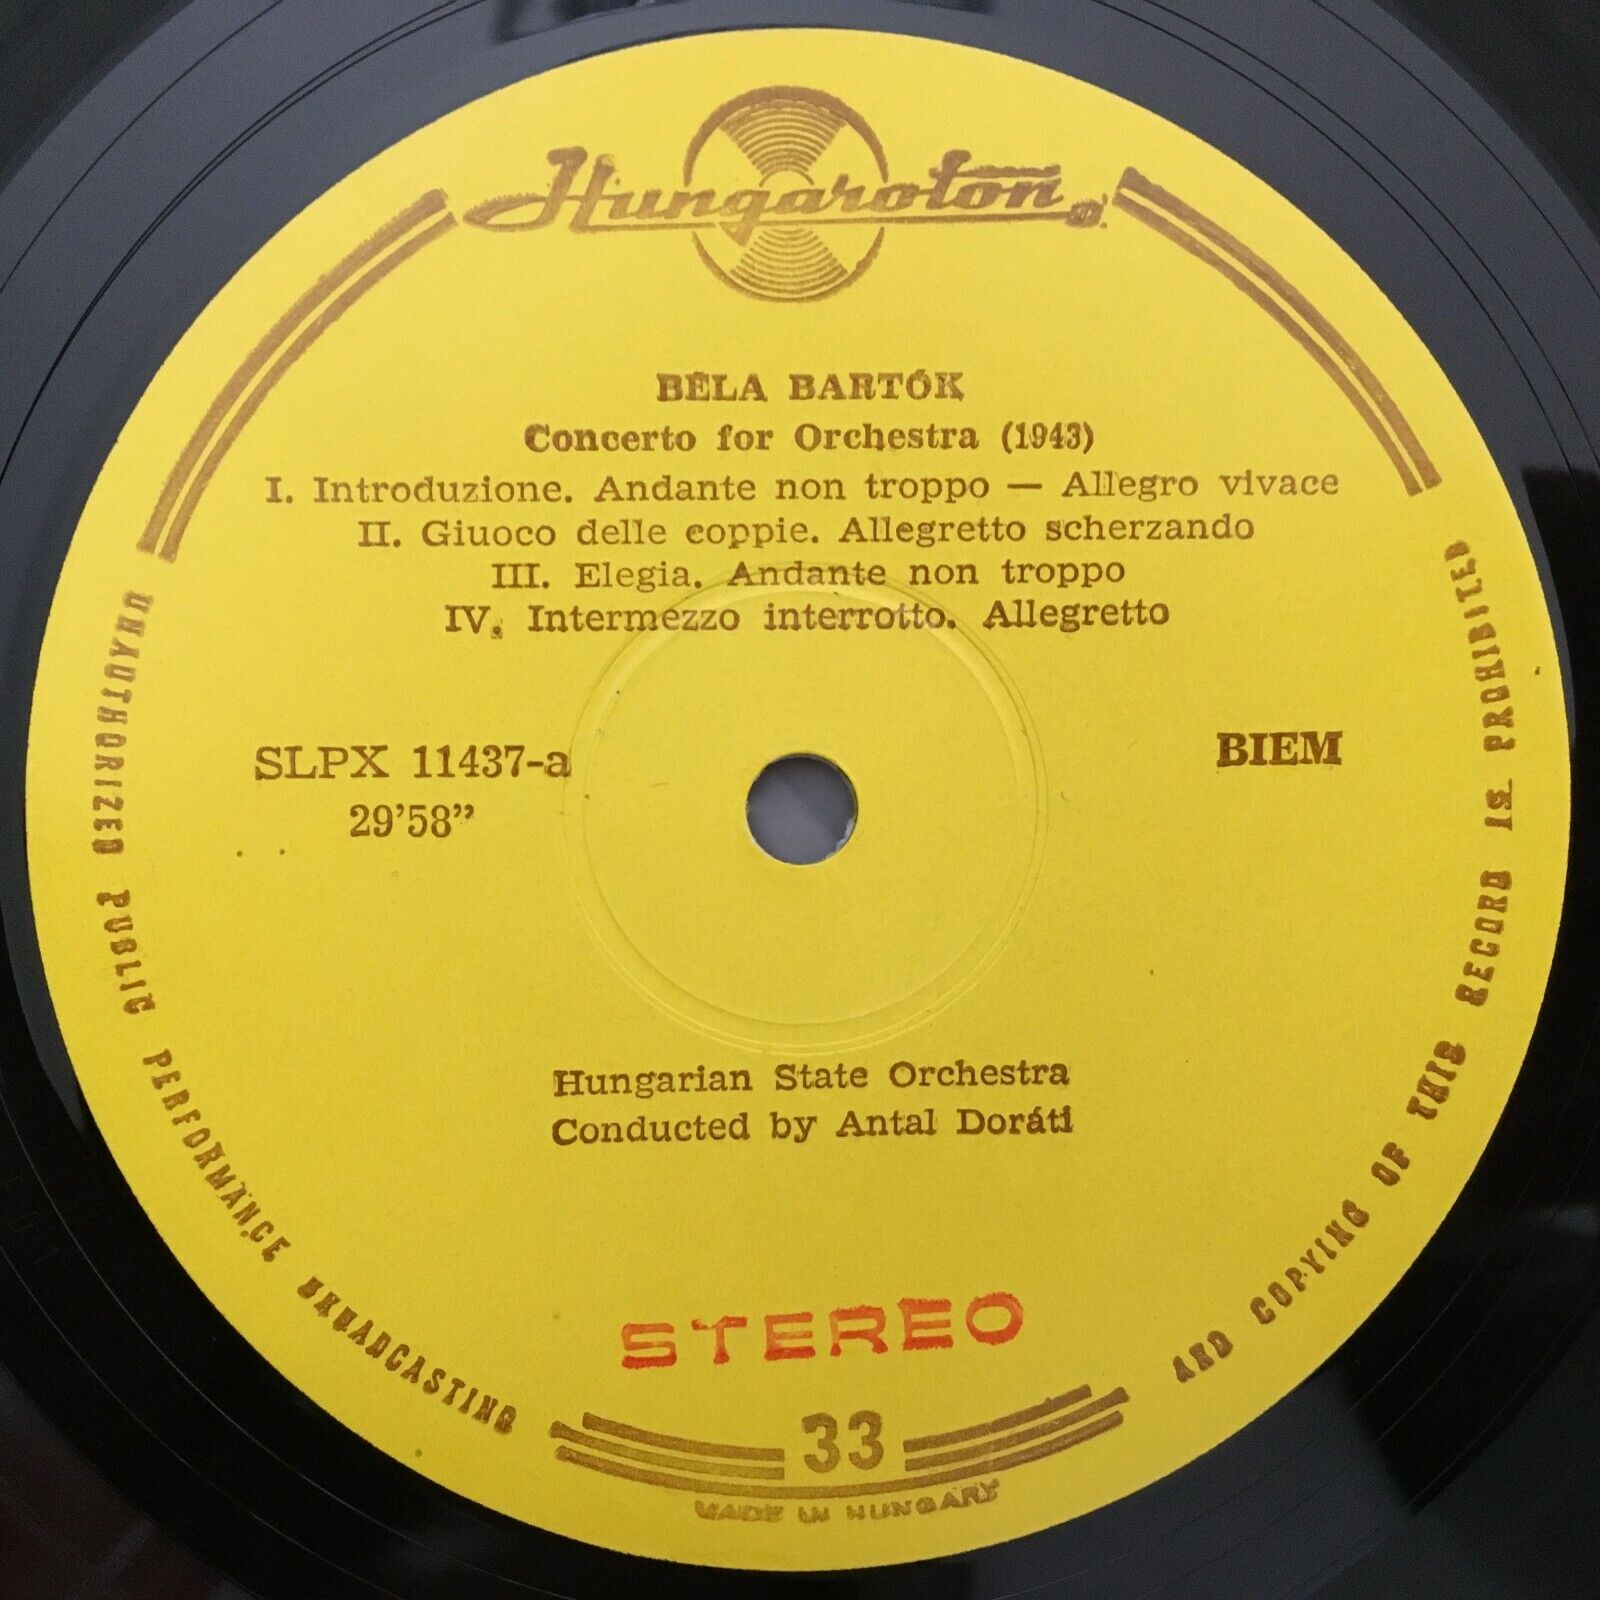 Hungaroton
BÉLA BARTÓK
Concerto for Orchestra (1943)
I. Introduzione. Andante non troppo — Allegro vivace
II. Giuoco delle coppie. Allegretto scherzando
III. Elegia. Andante non troppo
IV. Intermezzo interrotto. Allegretto
SLPX 11437-a
BIEM
29'58”
Hungarian State Orchestra
Conducted by Antal Doráti
STEREO
33
MADE IN HUNGARY
UNAUTHORIZED PUBLIC PERFORMANCE BROADCASTING AND COPYING OF THIS RECORD IS PROHIBITED